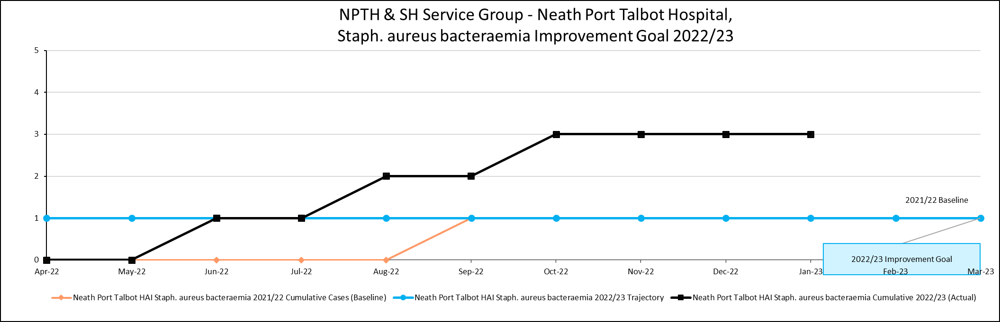 NPTH & SH Service Group - Neath Port Talbot Hospital,
Staph. aureus bacteraemia Improvement Goal 2022/23
5
4
3
2
1
0
2021/22 Baseline
2022/23 Improvement Goal
Apr-22 May-22 Jun-22 Jul-22 Aug-22 Sep-22 Oct-22 Nov-22 Dec-22 Jan-23 Feb-23 Mar-23
Neath Port Talbot HAI Staph. aureus bacteraemia 2021/22 Cumulative Cases (Baseline) Neath Port Talbot HAI Staph. aureus bacteraemia 2022/23 Trajectory Neath Port Talbot HAI Staph. aureus bacteraemia Cumulative 2022/23 (Actual)